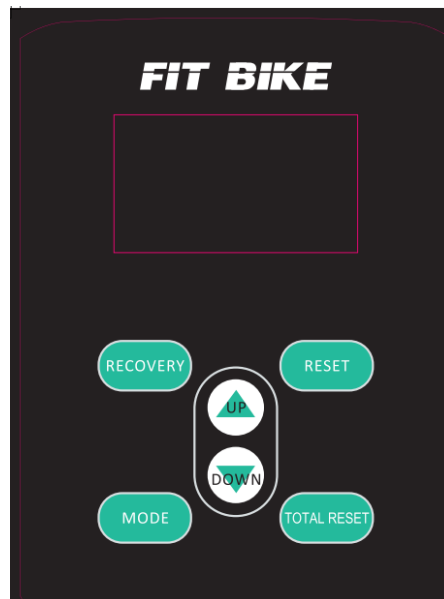 FIT BIKE
RECOVERY
RESET
UP
DOWN
MODE
TOTAL RESET